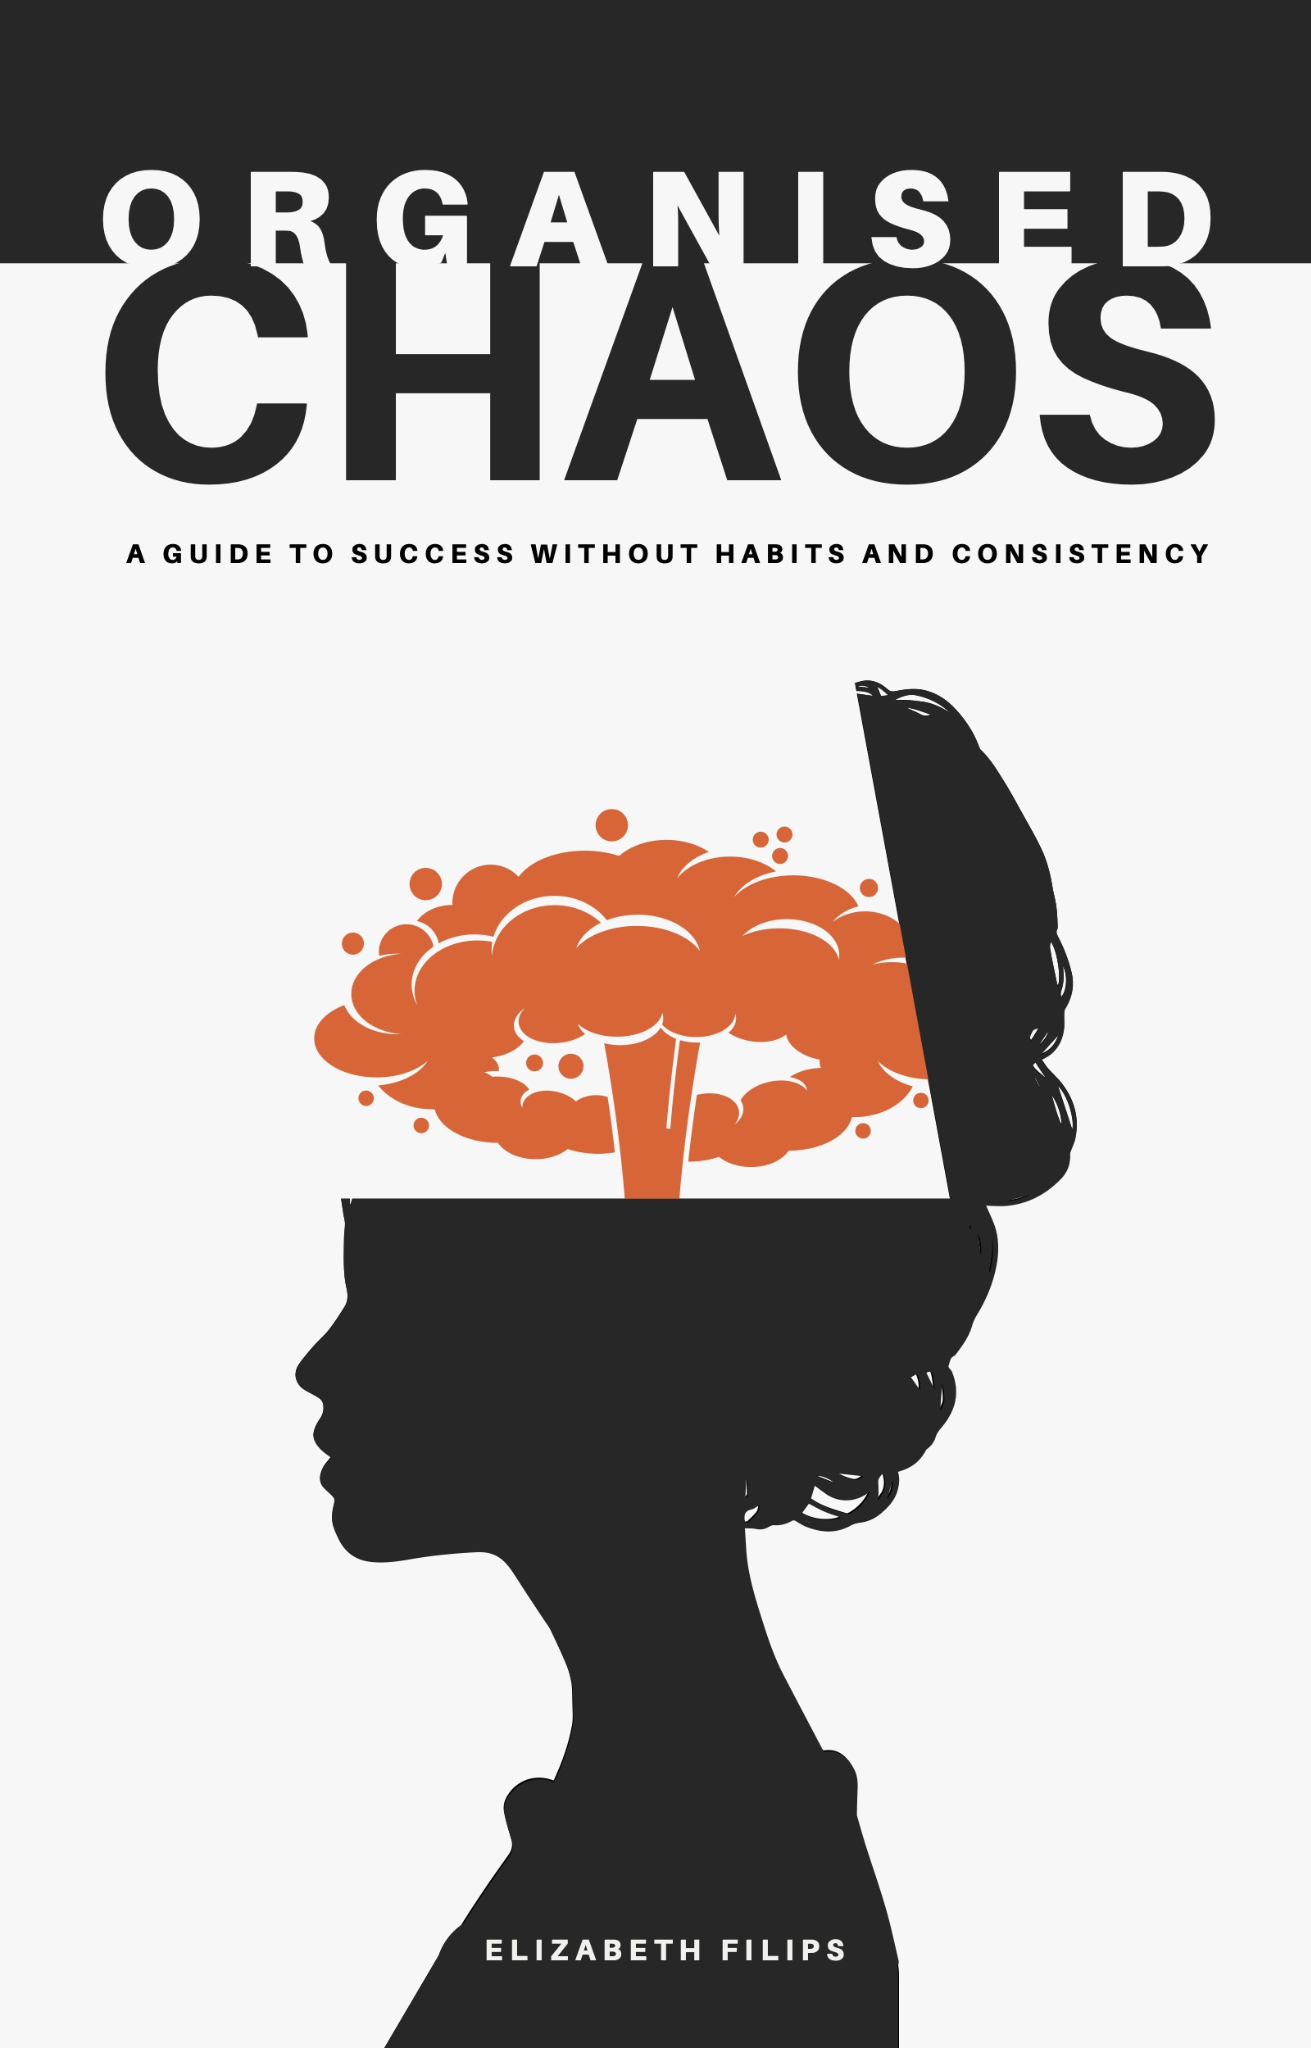 ORGANISED
CHAOS
A GUIDE TO SUCCESS WITHOUT HABITS AND CONSISTENCY
ELIZABETH FILIPS